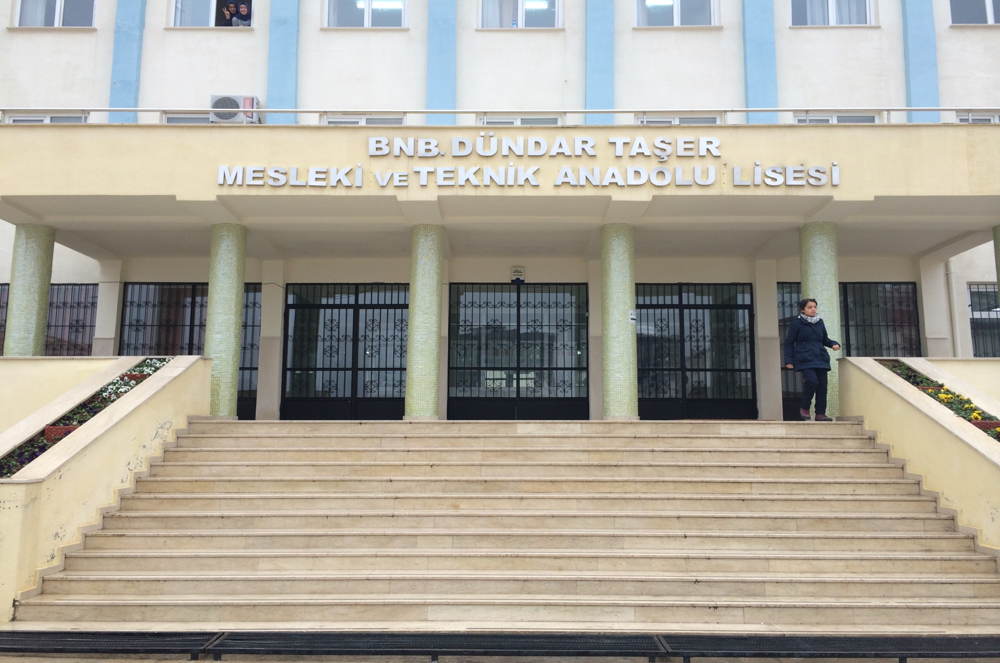 BNB. DÜNDAR TAŞER
MESLEKİ VE TEKNİK ANADOLU LİSESİ